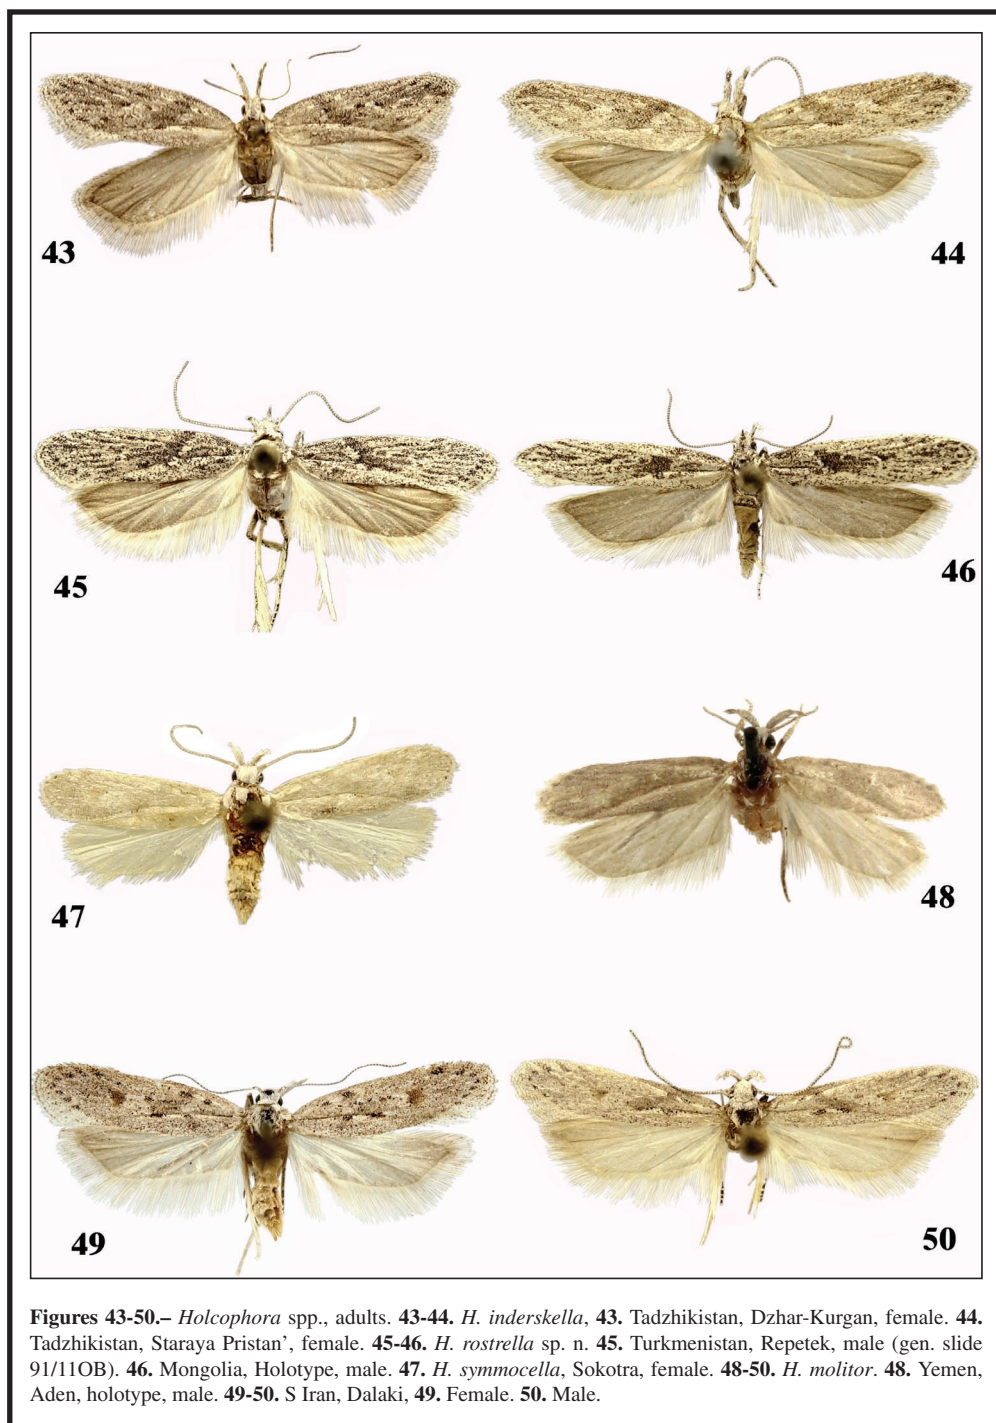 43
44
45
46
47
48
49
50
Figures 43-50.– Holcophora spp., adults. 43-44. H. inderskella, 43. Tadzhikistan, Dzhar-Kurgan, female. 44.
Tadzhikistan, Staraya Pristan’, female. 45-46. H. rostrella sp. n. 45. Turkmenistan, Repetek, male (gen. slide
91/11OB). 46. Mongolia, Holotype, male. 47. H. symmocella, Sokotra, female. 48-50. H. molitor. 48. Yemen,
Aden, holotype, male. 49-50. S Iran, Dalaki, 49. Female. 50. Male.